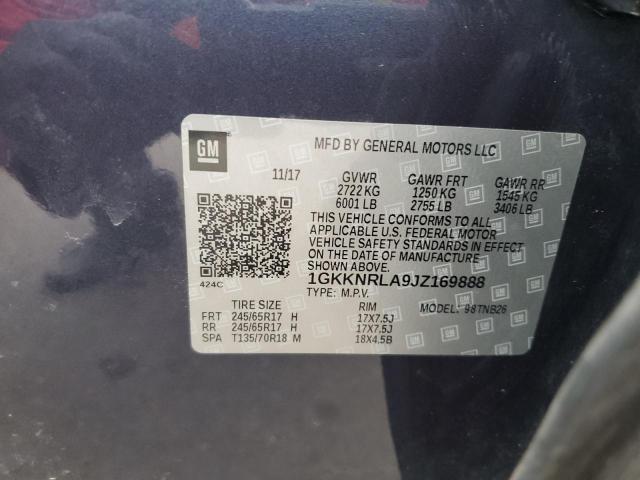 GM
MFD BY GENERAL MOTORS LLC
11/17
GVWR GAWR FRT GAWR RR
2722 KG 1250 KG 1545 KG
6001 LB 2755 LB 3406 LB
THIS VEHICLE CONFORMS TO ALL
APPLICABLE U.S. FEDERAL MOTOR
VEHICLE SAFETY STANDARDS IN EFFECT
ON THE DATE OF MANUFACTURE
SHOWN ABOVE.
424C
1GKKNRLA9JZ169888
TYPE: M.P.V. MODEL: 98TNB26
TIRE SIZE RIM
FRT 245/65R17 H 17X7.5J
RR 245/65R17 H 17X7.5J
SPA T135/70R18 M 18X4.5B